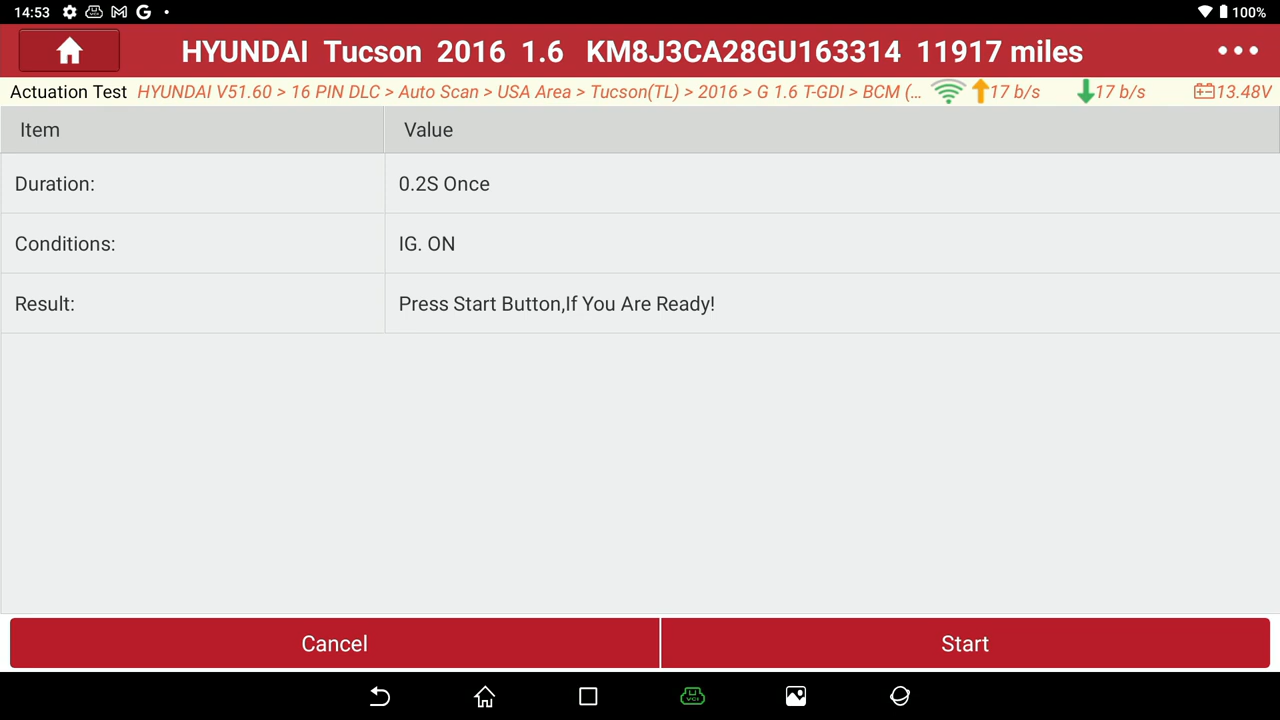 14:53 100%
HYUNDAI Tucson 2016 1.6 KM8J3CA28GU163314 11917 miles
Actuation Test HYUNDAI V51.60 > 16 PIN DLC > Auto Scan > USA Area > Tucson(TL) > 2016 > G 1.6 T-GDI > BCM (... 17 b/s 17 b/s 13.48V
Item Value
Duration: 0.2S Once
Conditions: IG. ON
Result: Press Start Button,If You Are Ready!
Cancel Start
VCI